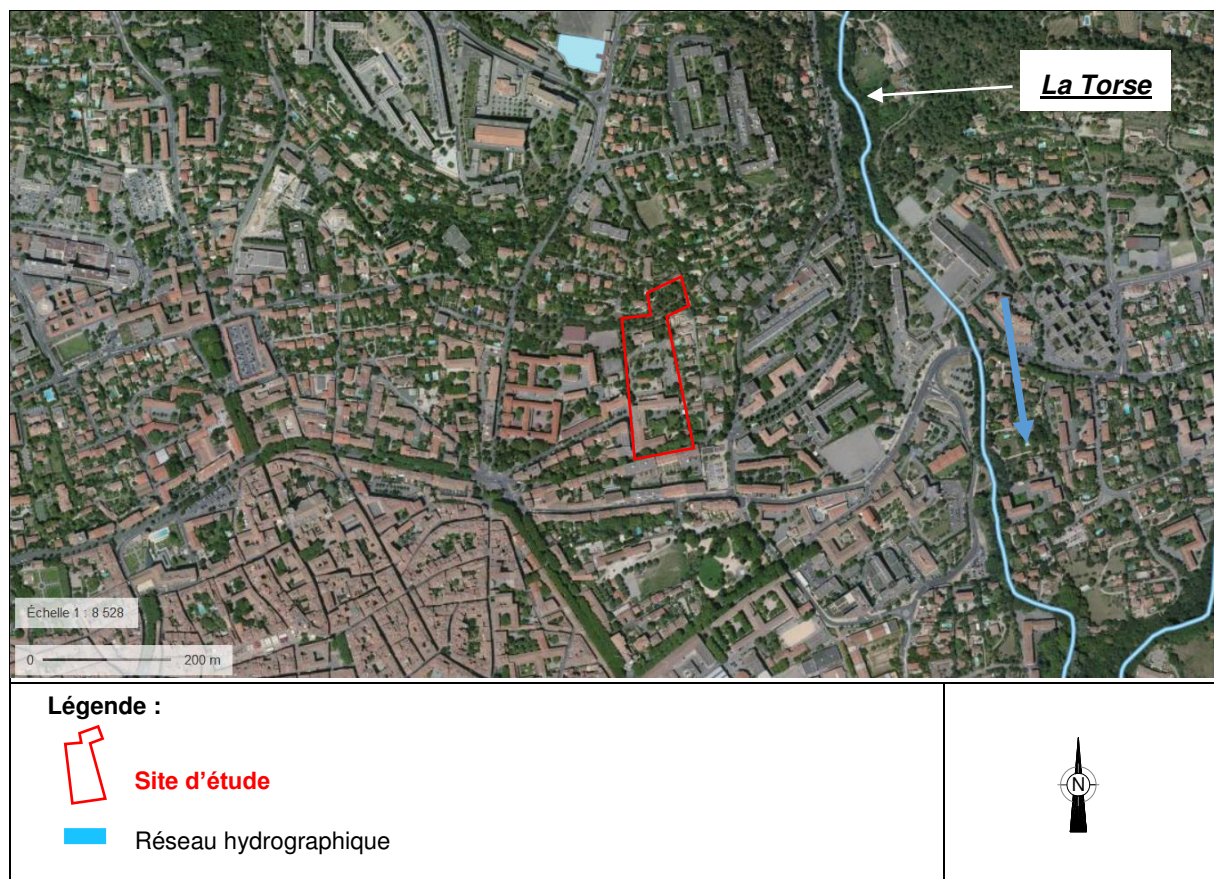 La Torse
Échelle 1 : 8 528
0 200 m
Légende :
Site d'étude
Réseau hydrographique
N